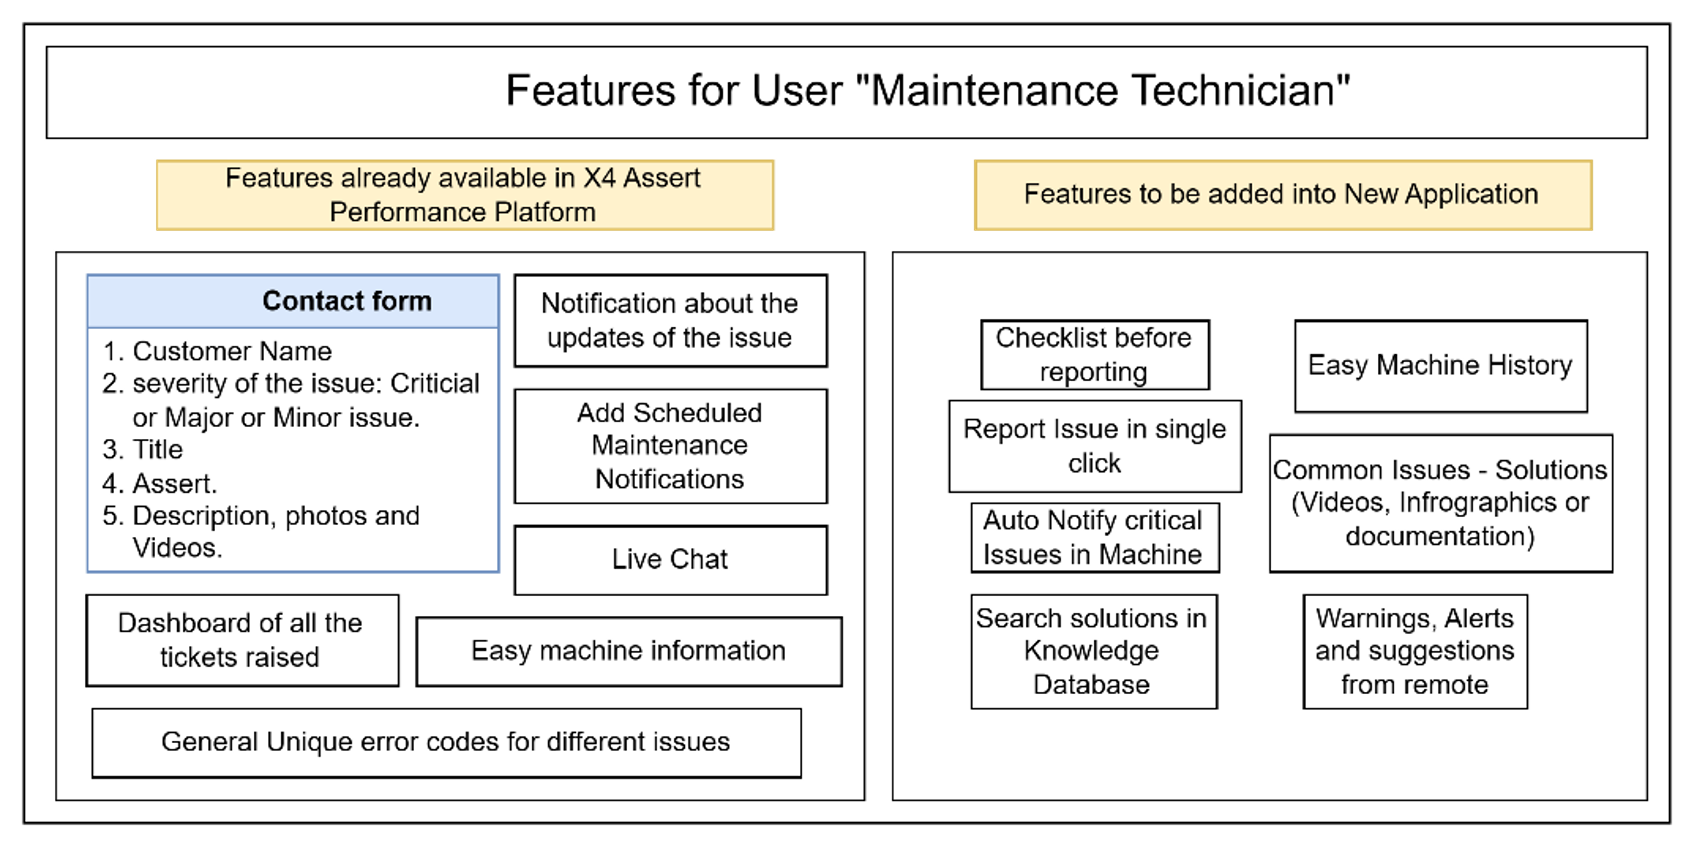 Features for User "Maintenance Technician"
Features already available in X4 Assert
Performance Platform
Features to be added into New Application
Contact form
1. Customer Name
2. severity of the issue: Criticial
or Major or Minor issue.
3. Title
4. Assert.
5. Description, photos and
Videos.
Notification about the
updates of the issue
Add Scheduled
Maintenance
Notifications
Live Chat
Dashboard of all the
tickets raised
Easy machine information
General Unique error codes for different issues
Checklist before
reporting
Report Issue in single
click
Auto Notify critical
Issues in Machine
Search solutions in
Knowledge
Database
Easy Machine History
Common Issues - Solutions
(Videos, Infrographics or
documentation)
Warnings, Alerts
and suggestions
from remote